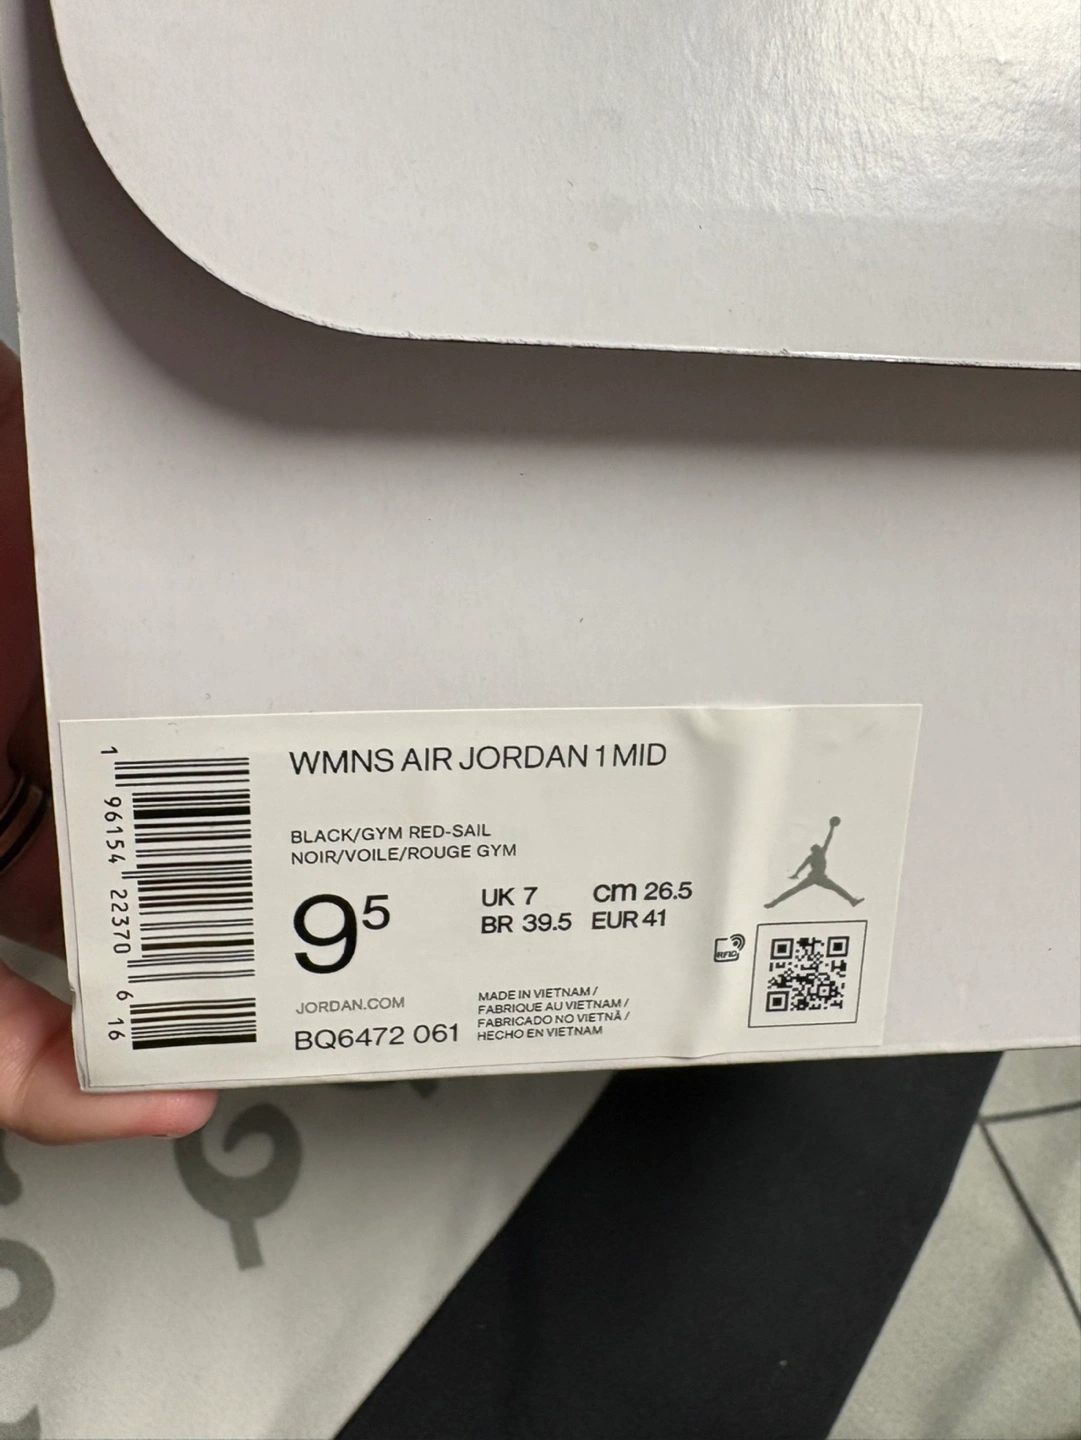 WMNS AIR JORDAN 1 MID
BLACK/GYM RED-SAIL
NOIR/VOILE/ROUGE GYM
9⁵
UK 7 cm 26.5
BR 39.5 EUR 41
JORDAN.COM
BQ6472 061
MADE IN VIETNAM /
FABRIQUE AU VIETNAM /
FABRICADO NO VIETNÃ /
HECHO EN VIETNAM
RFID
1 96154 22370 6 16